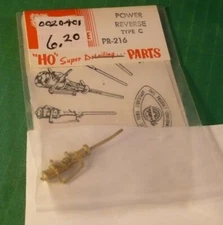 0020401
6.20
POWER
REVERSE
TYPE C
PR-216
"HO" Super Detailing PARTS